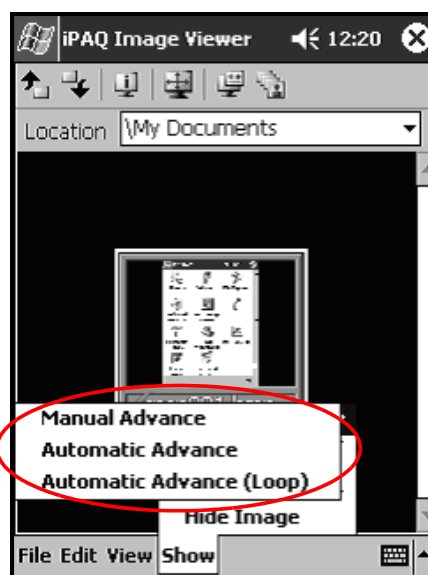 iPAQ Image Viewer 12:20
Location \My Documents
Manual Advance
Automatic Advance
Automatic Advance (Loop)
Hide Image
File Edit View Show